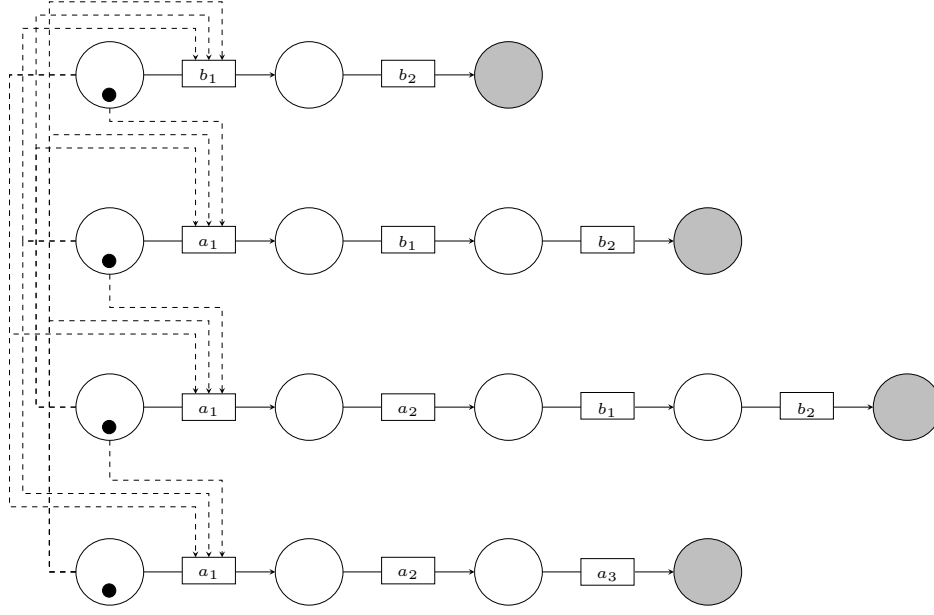 b₁ b₂
a₁ b₁ b₂
a₁ a₂ b₁ b₂
a₁ a₂ a₃